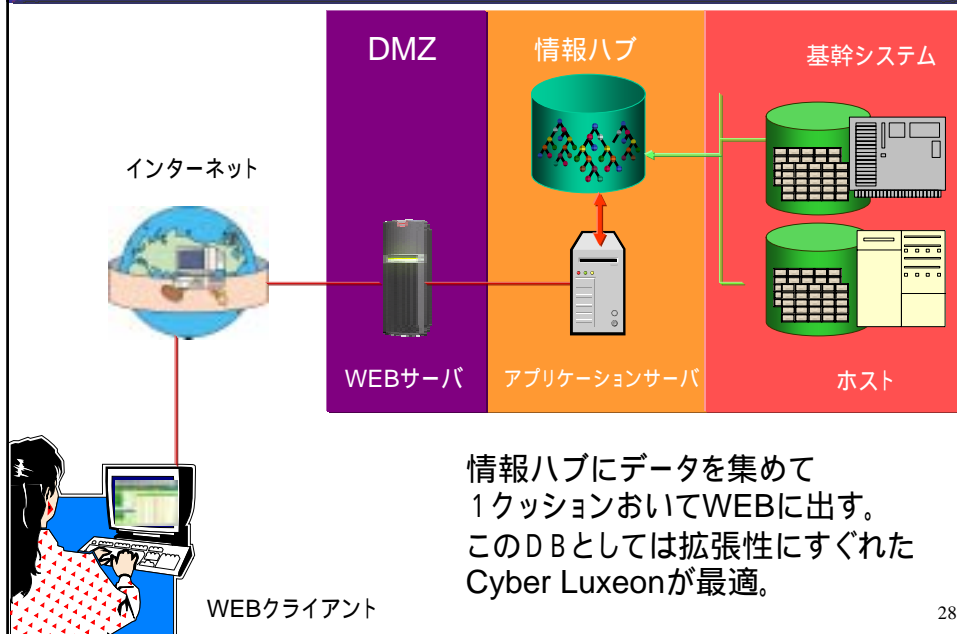 DMZ
情報ハブ
基幹システム
インターネット
WEBサーバ
アプリケーションサーバ
ホスト
情報ハブにデータを集めて
1クッションおいてWEBに出す。
このDBとしては拡張性にすぐれた
Cyber Luxeonが最適。
WEBクライアント
28